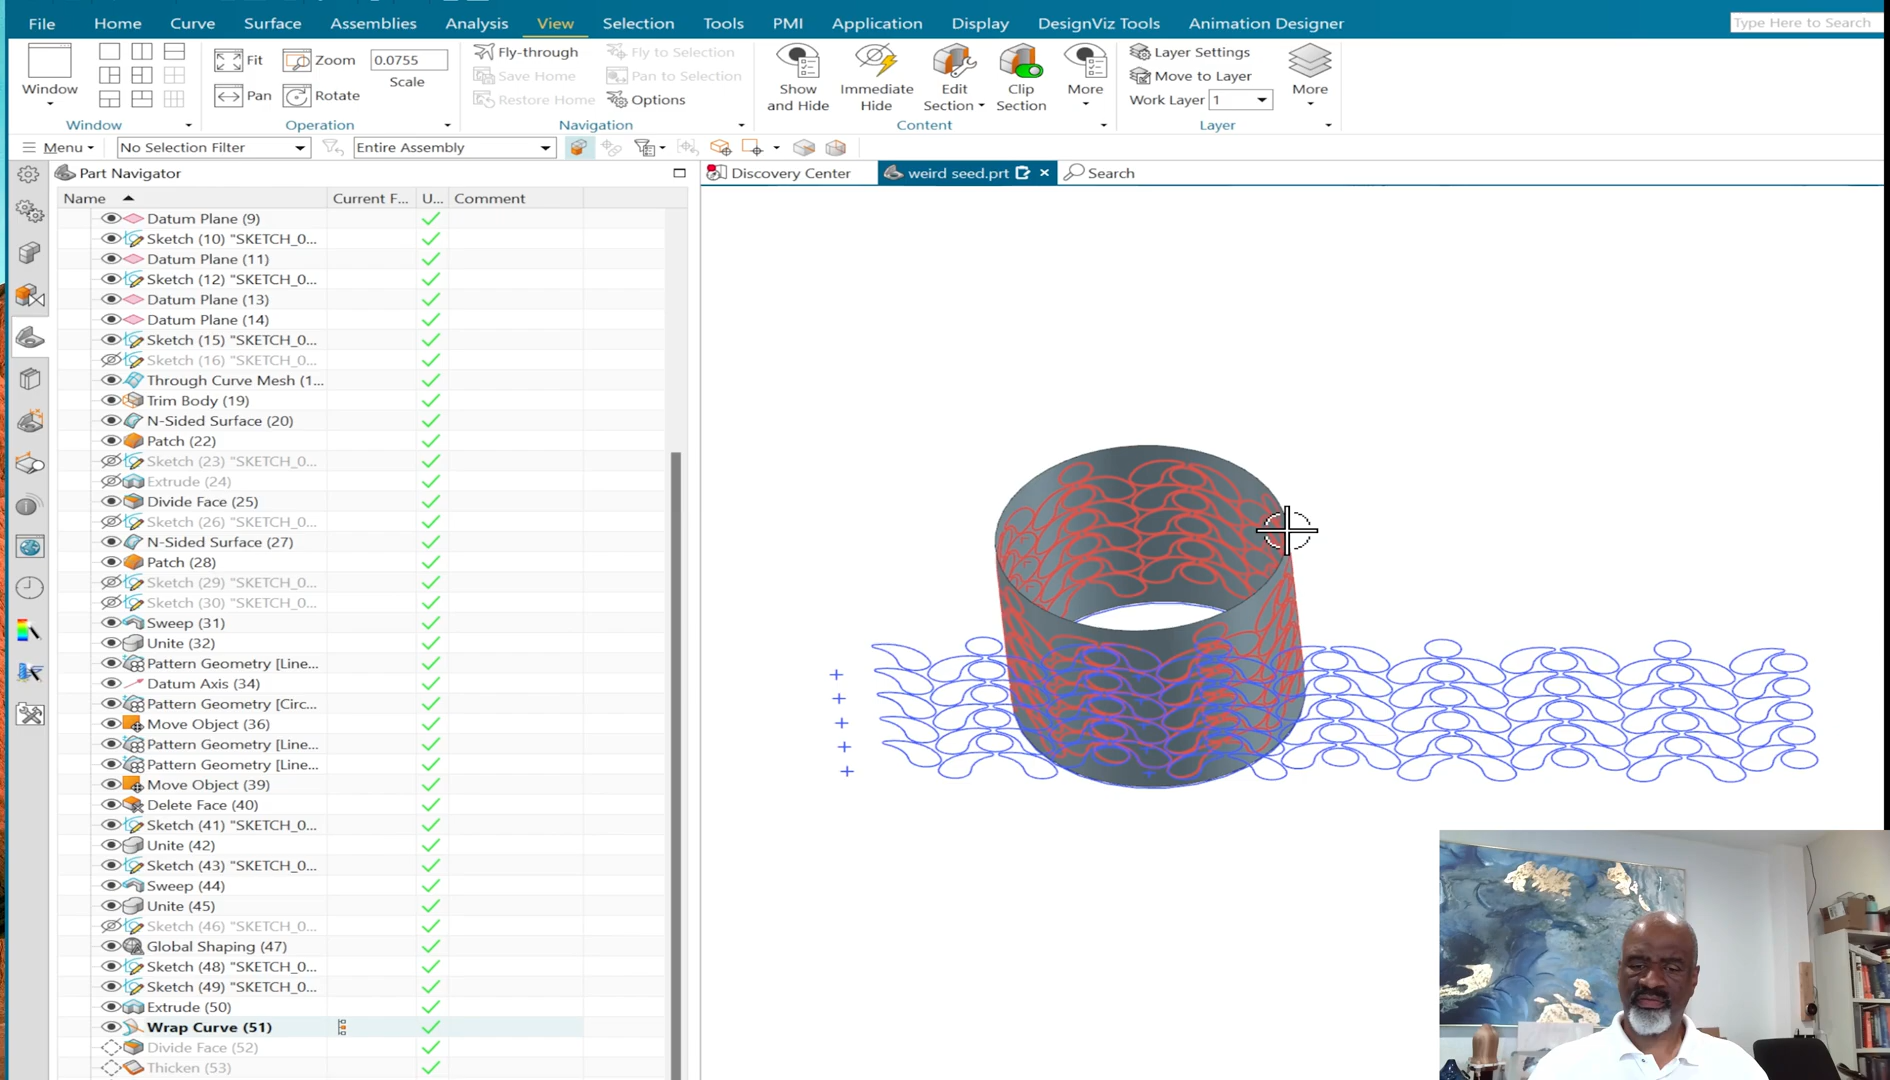 File Home Curve Surface Assemblies Analysis View Selection Tools PMI Application Display DesignViz Tools Animation Designer
Type Here to Search
Window
Fit Zoom 0.0755
Pan Rotate Scale
Fly-through Fly to Selection
Save Home Pan to Selection
Restore Home Options
Show and Hide
Immediate Hide
Edit Section
Clip Section
More
Layer Settings
Move to Layer
Work Layer 1
More
Window Operation Navigation Content Layer
Menu No Selection Filter Entire Assembly
Part Navigator
Discovery Center weird seed.prt Search
Name Current F... U... Comment
Datum Plane (9)
Sketch (10) "SKETCH_0...
Datum Plane (11)
Sketch (12) "SKETCH_0...
Datum Plane (13)
Datum Plane (14)
Sketch (15) "SKETCH_0...
Sketch (16) "SKETCH_0...
Through Curve Mesh (1...
Trim Body (19)
N-Sided Surface (20)
Patch (22)
Sketch (23) "SKETCH_0...
Extrude (24)
Divide Face (25)
Sketch (26) "SKETCH_0...
N-Sided Surface (27)
Patch (28)
Sketch (29) "SKETCH_0...
Sketch (30) "SKETCH_0...
Sweep (31)
Unite (32)
Pattern Geometry [Line...
Datum Axis (34)
Pattern Geometry [Circ...
Move Object (36)
Pattern Geometry [Line...
Pattern Geometry [Line...
Move Object (39)
Delete Face (40)
Sketch (41) "SKETCH_0...
Unite (42)
Sketch (43) "SKETCH_0...
Sweep (44)
Unite (45)
Sketch (46) "SKETCH_0...
Global Shaping (47)
Sketch (48) "SKETCH_0...
Sketch (49) "SKETCH_0...
Extrude (50)
Wrap Curve (51)
Divide Face (52)
Thicken (53)